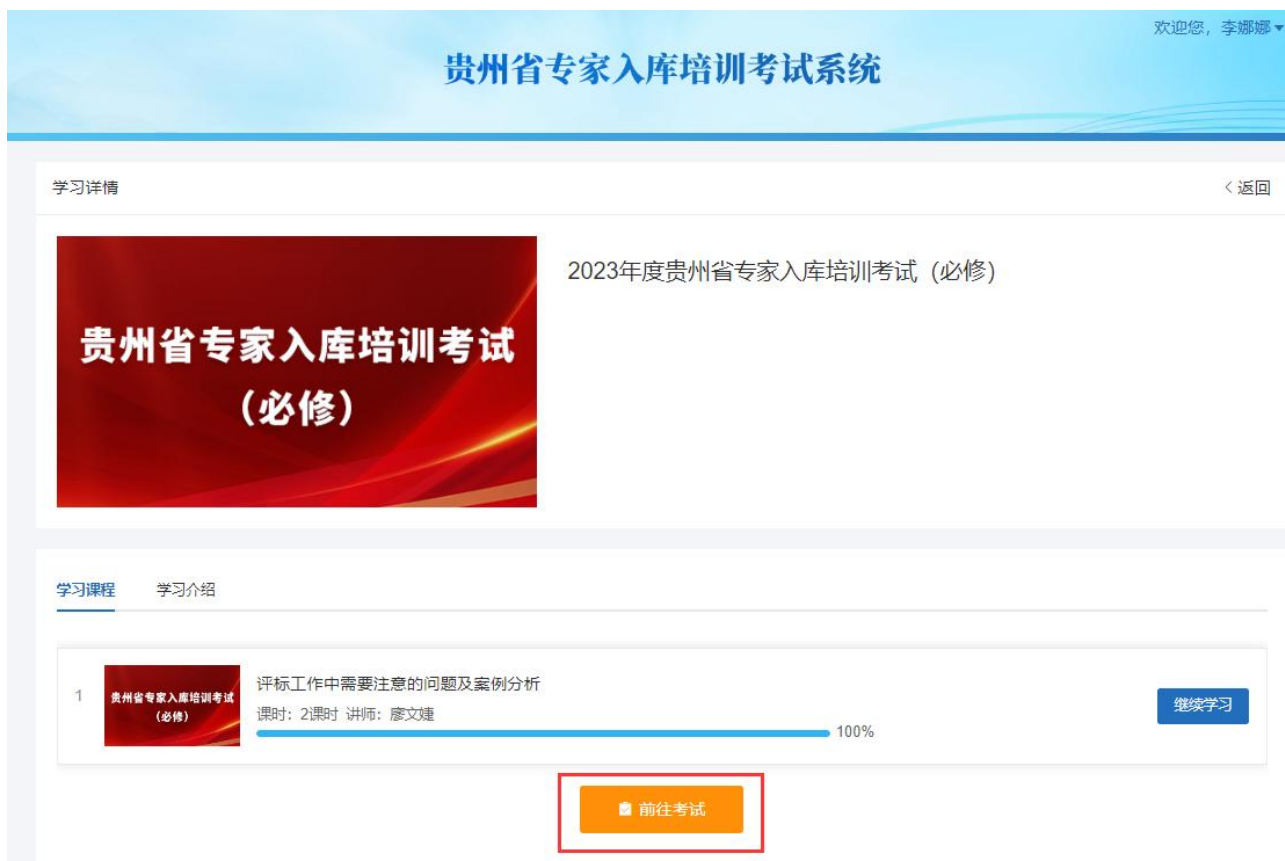 欢迎您，李娜娜
贵州省专家入库培训考试系统
学习详情
返回
贵州省专家入库培训考试
（必修）
2023年度贵州省专家入库培训考试（必修）
学习课程 学习介绍
1
贵州省专家入库培训考试
（必修）
评标工作中需要注意的问题及案例分析
课时：2课时 讲师：廖文婕
100%
继续学习
前往考试